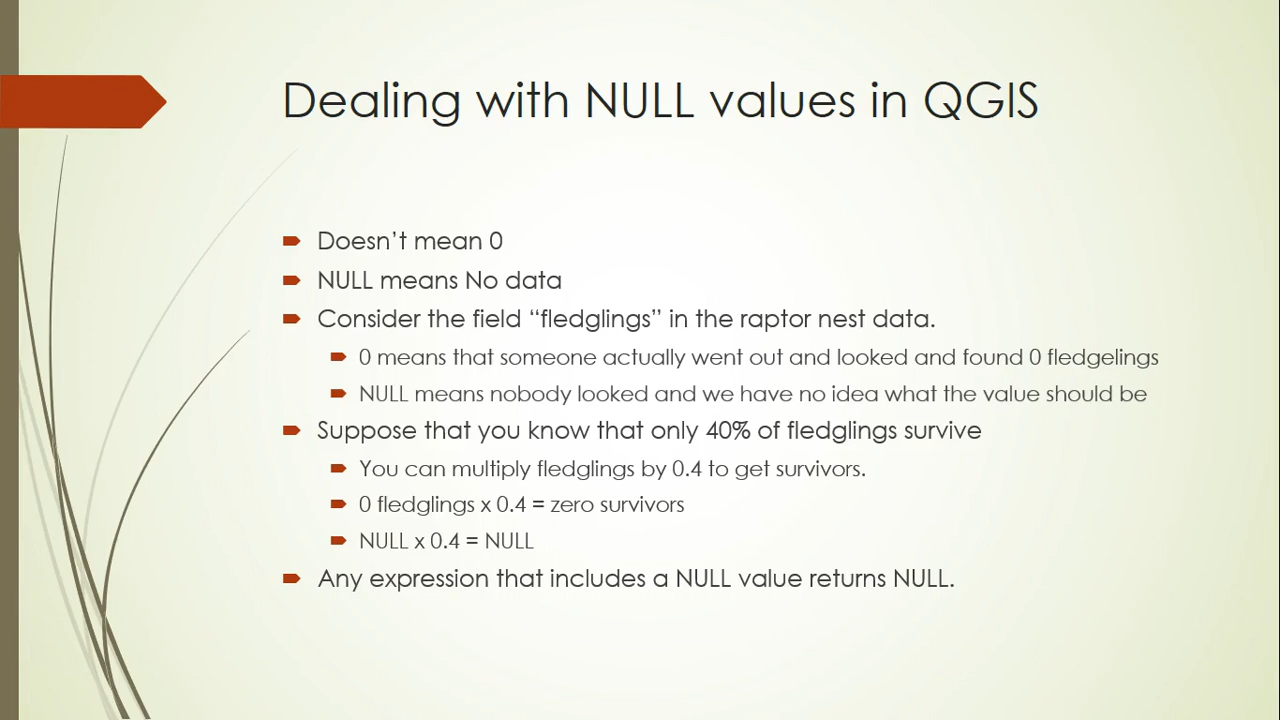 Dealing with NULL values in QGIS
Doesn’t mean 0
NULL means No data
Consider the field “fledglings” in the raptor nest data.
0 means that someone actually went out and looked and found 0 fledgelings
NULL means nobody looked and we have no idea what the value should be
Suppose that you know that only 40% of fledglings survive
You can multiply fledglings by 0.4 to get survivors.
0 fledglings x 0.4 = zero survivors
NULL x 0.4 = NULL
Any expression that includes a NULL value returns NULL.